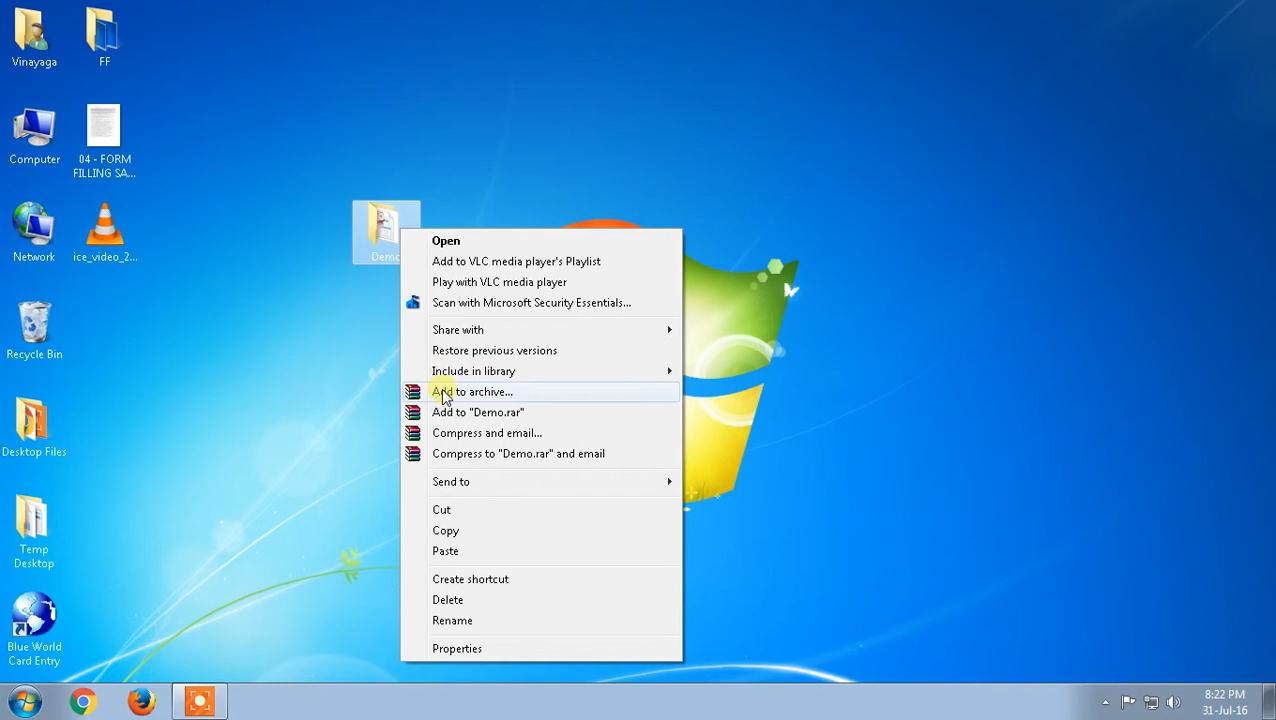 Vinayaga
FF
Computer
04 - FORM
FILLING SA...
Network
ice_video_2...
Recycle Bin
Desktop Files
Temp
Desktop
Blue World
Card Entry
Demo
Open
Add to VLC media player's Playlist
Play with VLC media player
Scan with Microsoft Security Essentials...
Share with
Restore previous versions
Include in library
Add to archive...
Add to "Demo.rar"
Compress and email...
Compress to "Demo.rar" and email
Send to
Cut
Copy
Paste
Create shortcut
Delete
Rename
Properties
8:22 PM
31-Jul-16